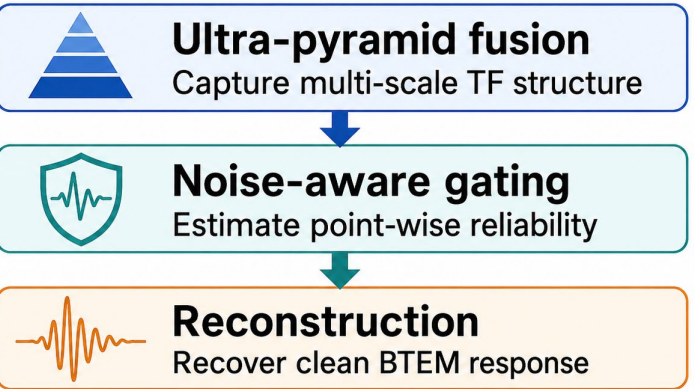 Ultra-pyramid fusion
Capture multi-scale TF structure
Noise-aware gating
Estimate point-wise reliability
Reconstruction
Recover clean BTEM response